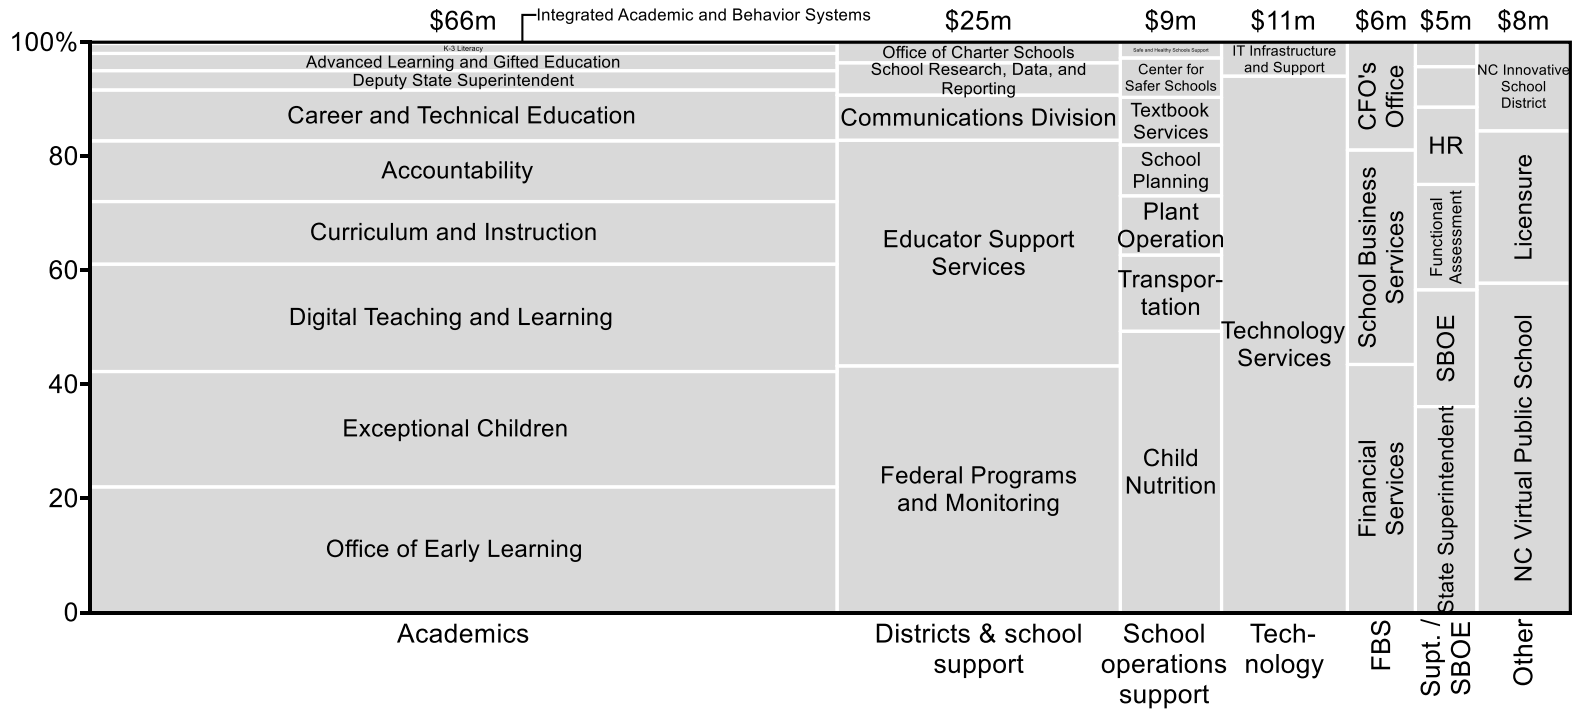 $66m
Integrated Academic and Behavior Systems
$25m
$9m
$11m
$6m
$5m
$8m
100%
80
60
40
20
0
K-3 Literacy
Advanced Learning and Gifted Education
Deputy State Superintendent
Career and Technical Education
Accountability
Curriculum and Instruction
Digital Teaching and Learning
Exceptional Children
Office of Early Learning
Office of Charter Schools
School Research, Data, and
Reporting
Communications Division
Educator Support
Services
Federal Programs
and Monitoring
Safe and Healthy Schools Support
Center for
Safer Schools
Textbook
Services
School
Planning
Plant
Operation
Transpor-
tation
Child
Nutrition
IT Infrastructure
and Support
Technology
Services
CFO's
Office
School Business
Services
Financial
Services
HR
Functional
Assessment
SBOE
State Superintendent
NC Innovative
School
District
Licensure
NC Virtual Public School
Academics
Districts & school
support
School
operations
support
Tech-
nology
FBS
Supt. /
SBOE
Other